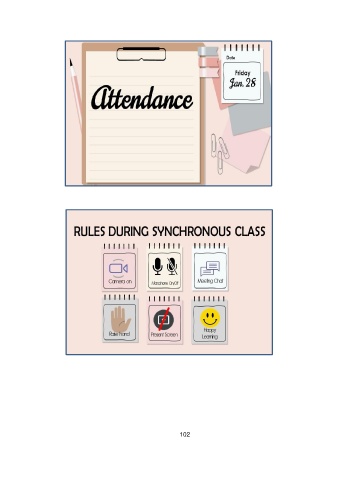 Date
Friday
Jan. 28
Attendance
RULES DURING SYNCHRONOUS CLASS
Camera on
Microphone On/Off
Meeting Chat
Raise Hand
Present Screen
Happy
Learning
102